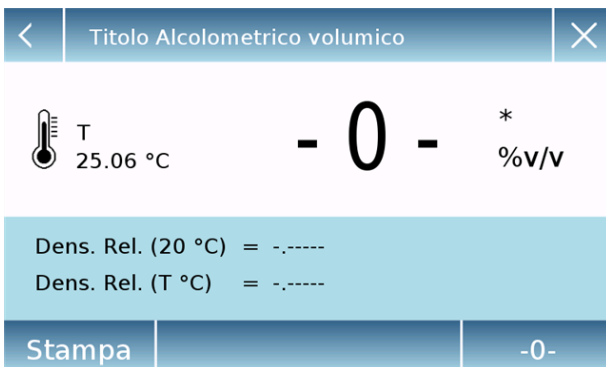 Titolo Alcolometrico volumico
T
25.06 °C
- 0 -
*
%v/v
Dens. Rel. (20 °C) = -.-----
Dens. Rel. (T °C) = -.-----
Stampa
-0-